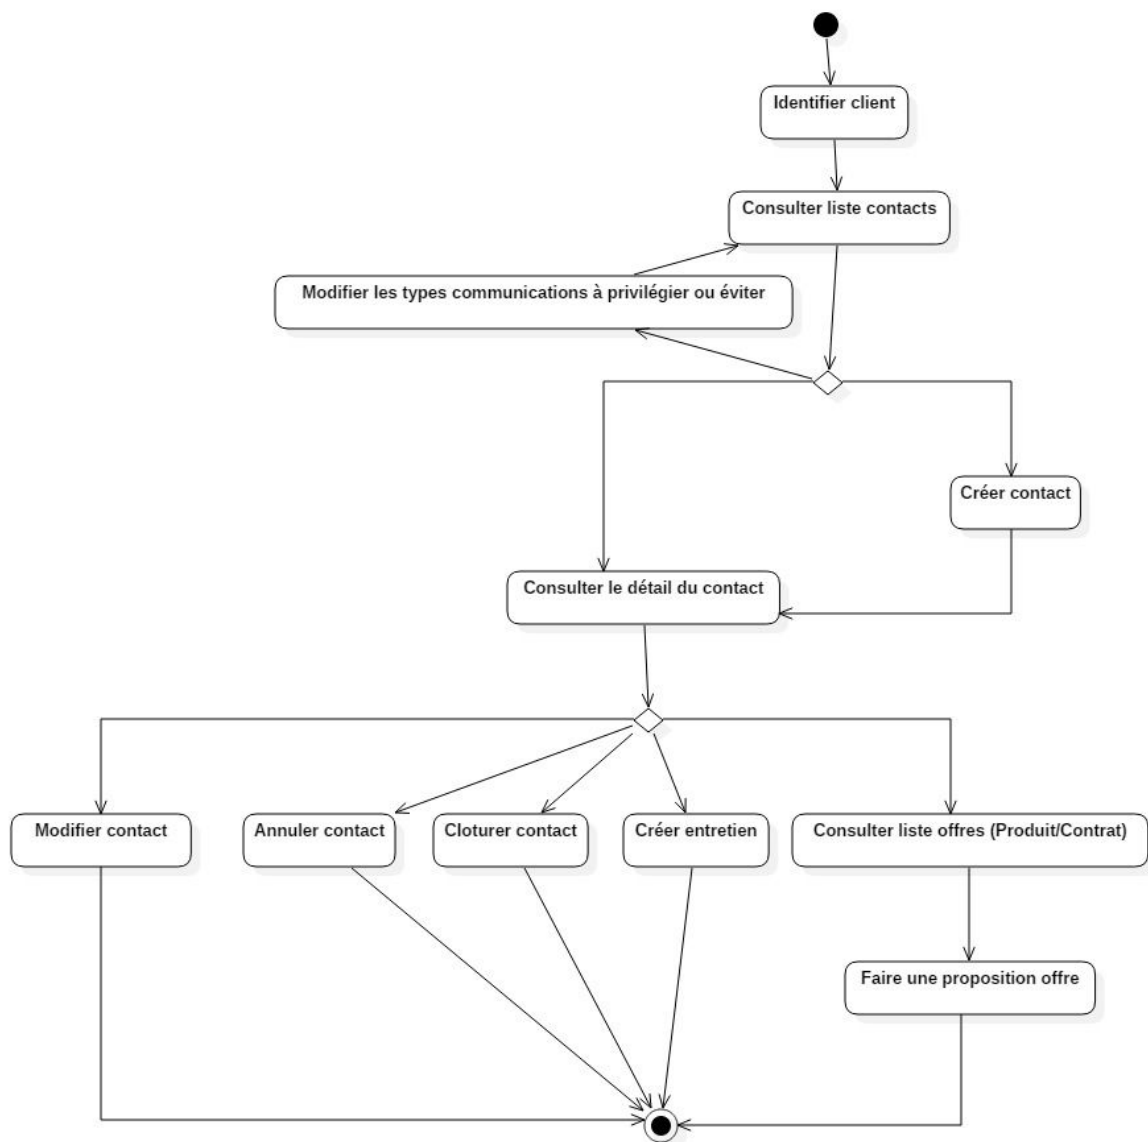 Identifier client
Consulter liste contacts
Modifier les types communications à privilégier ou éviter
Créer contact
Consulter le détail du contact
Modifier contact
Annuler contact
Cloturer contact
Créer entretien
Consulter liste offres (Produit/Contrat)
Faire une proposition offre